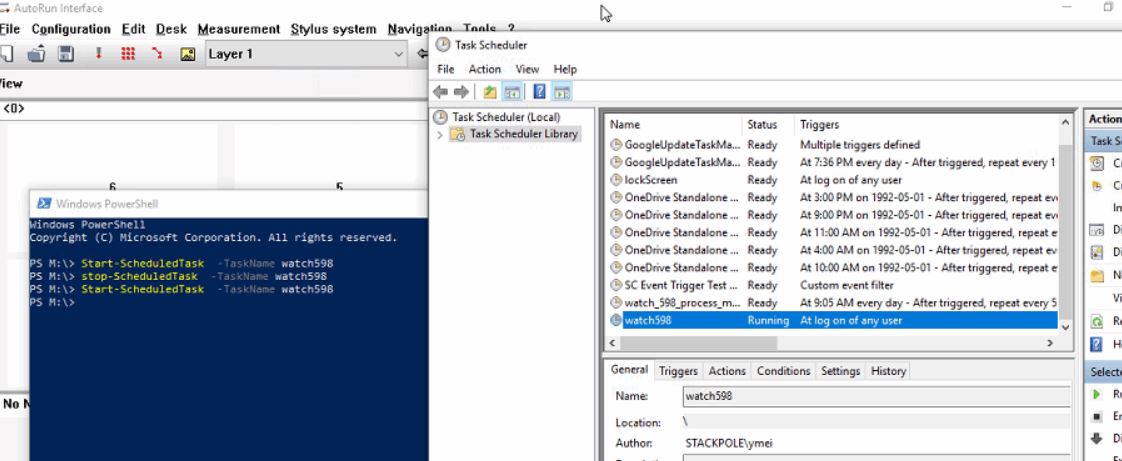 AutoRun Interface
File Configuration Edit Desk Measurement Stylus system Navigation Tools ?
Layer 1
View
<0>
6 5
Task Scheduler
File Action View Help
Task Scheduler (Local)
Task Scheduler Library
Name Status Triggers
GoogleUpdateTaskMa... Ready Multiple triggers defined
GoogleUpdateTaskMa... Ready At 7:36 PM every day - After triggered, repeat every 1
lockScreen Ready At log on of any user
OneDrive Standalone ... Ready At 3:00 PM on 1992-05-01 - After triggered, repeat ev
OneDrive Standalone ... Ready At 9:00 PM on 1992-05-01 - After triggered, repeat ev
OneDrive Standalone ... Ready At 11:00 AM on 1992-05-01 - After triggered, repeat e
OneDrive Standalone ... Ready At 4:00 AM on 1992-05-01 - After triggered, repeat ev
OneDrive Standalone ... Ready At 10:00 AM on 1992-05-01 - After triggered, repeat e
SC Event Trigger Test ... Ready Custom event filter
watch_598_process_m... Ready At 9:05 AM every day - After triggered, repeat every 5
watch598 Running At log on of any user
General Triggers Actions Conditions Settings History
Name: watch598
Location: \
Author: STACKPOLE\ymei
Action
Task S
Selecte
Windows PowerShell
Windows PowerShell
Copyright (C) Microsoft Corporation. All rights reserved.
PS M:\> Start-ScheduledTask -TaskName watch598
PS M:\> stop-ScheduledTask -TaskName watch598
PS M:\> Start-ScheduledTask -TaskName watch598
PS M:\>
No